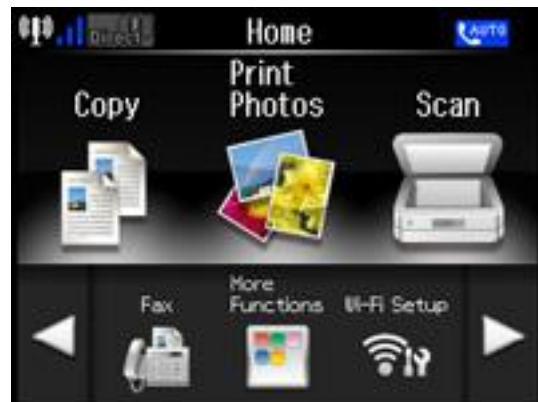 Direct
Home
AUTO
Copy
Print
Photos
Scan
Fax
More
Functions
Wi-Fi Setup